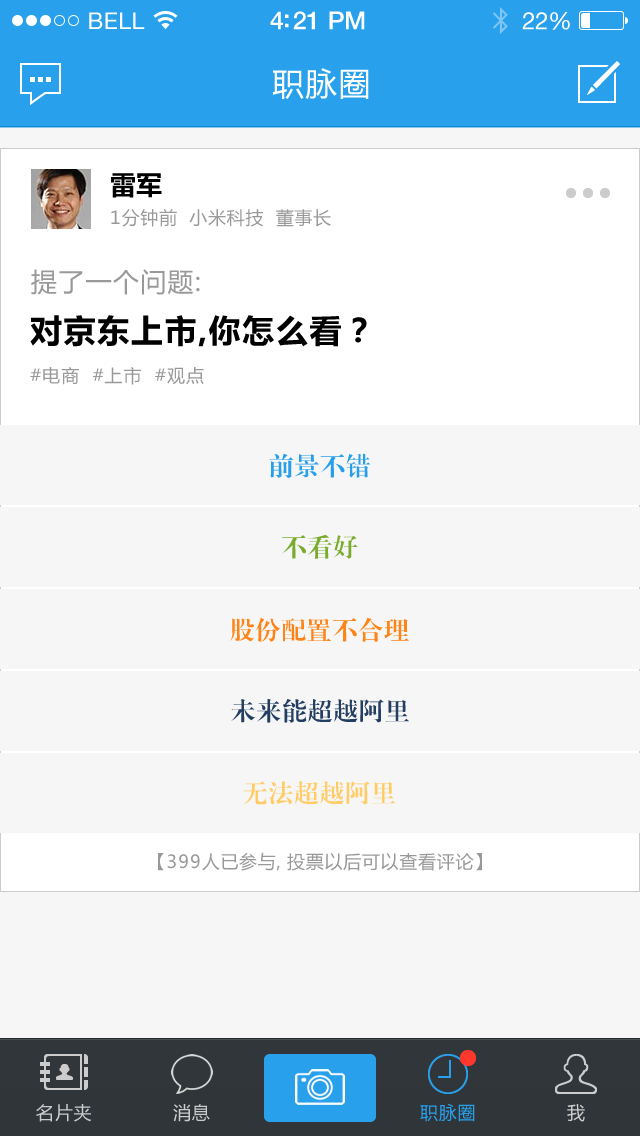 BELL 4:21 PM 22%
职脉圈
雷军
1分钟前 小米科技 董事长
提了一个问题:
对京东上市,你怎么看？
#电商 #上市 #观点
前景不错
不看好
股份配置不合理
未来能超越阿里
无法超越阿里
【399人已参与, 投票以后可以查看评论】
名片夹 消息 职脉圈 我